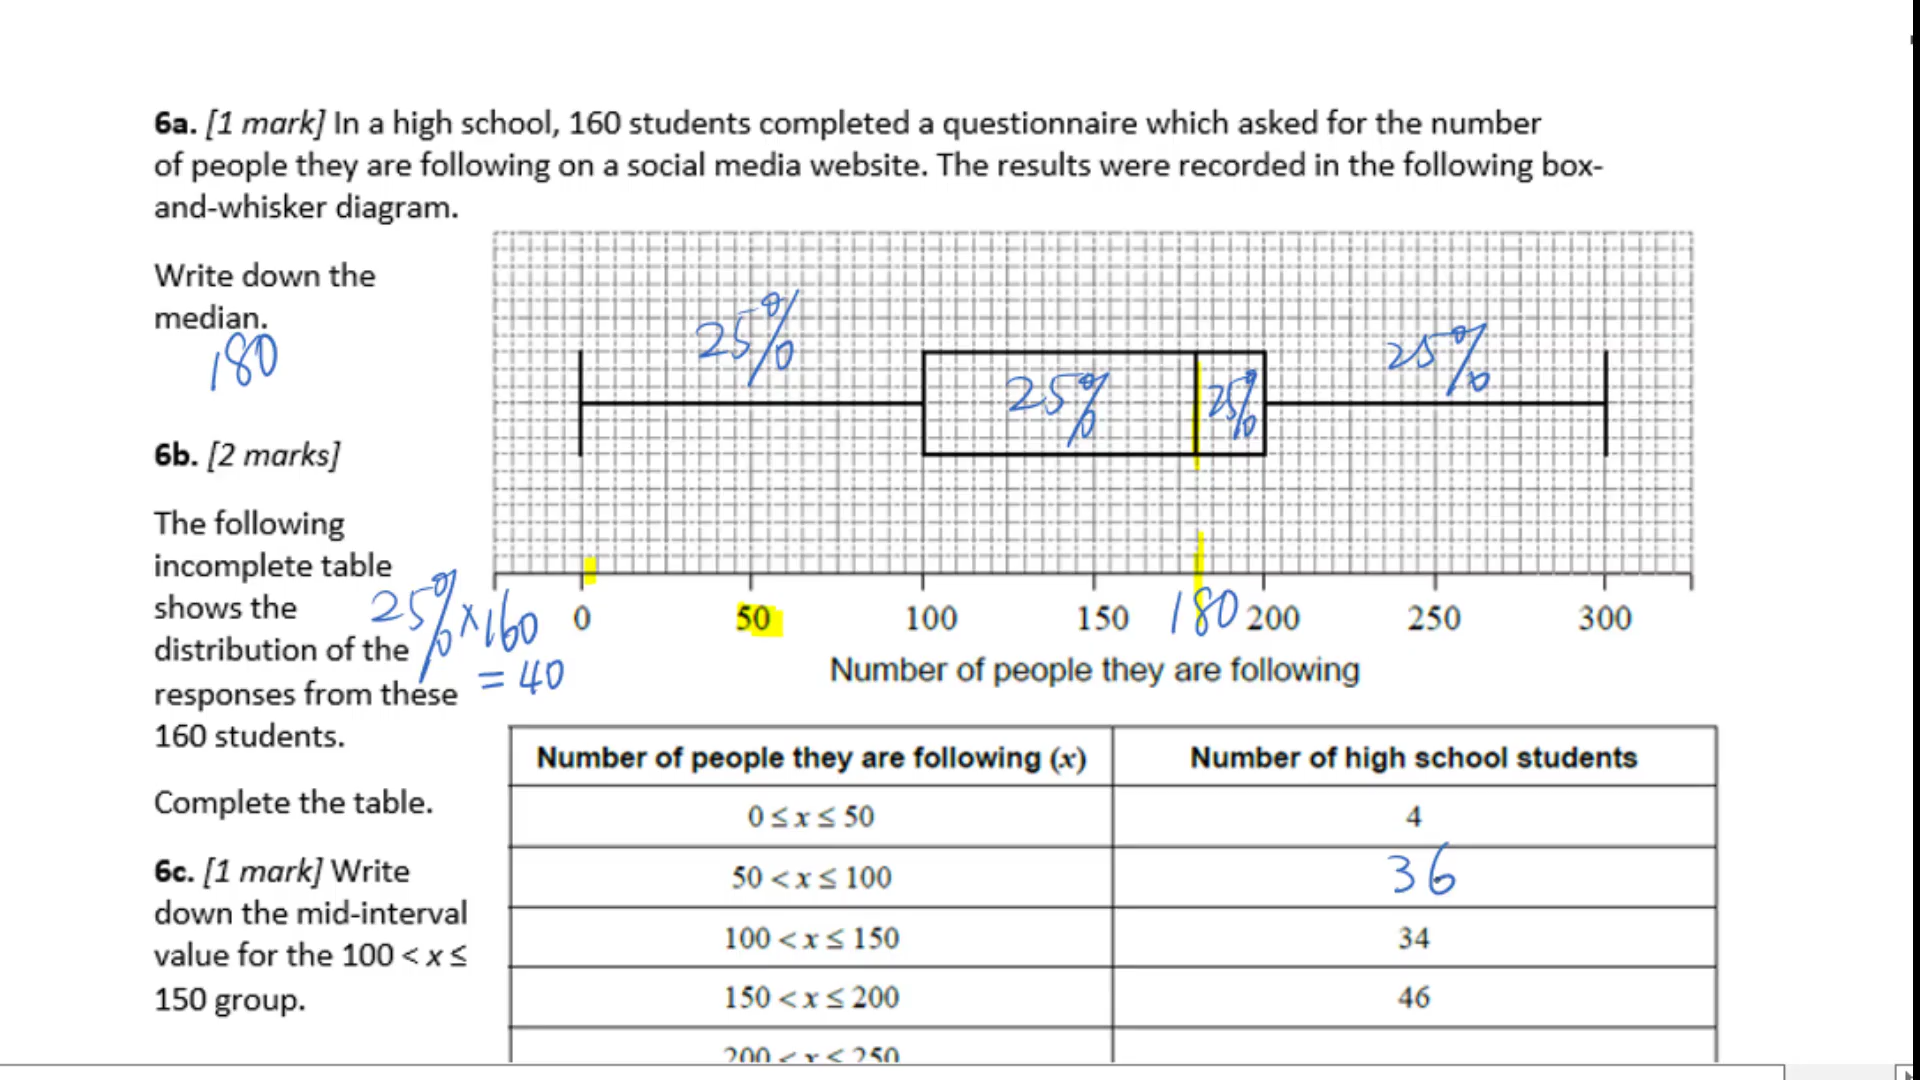 6a. [1 mark] In a high school, 160 students completed a questionnaire which asked for the number
of people they are following on a social media website. The results were recorded in the following box-
and-whisker diagram.
Write down the
median.
180
25%
25%
25%
25%
6b. [2 marks]
The following
incomplete table
shows the
distribution of the
responses from these
160 students.
25% × 160
= 40
0 50 100 150 180 200 250 300
Number of people they are following
Complete the table.
6c. [1 mark] Write
down the mid-interval
value for the 100 < x ≤
150 group.
Number of people they are following (x) Number of high school students
0 ≤ x ≤ 50 4
50 < x ≤ 100 36
100 < x ≤ 150 34
150 < x ≤ 200 46
200 < x ≤ 250